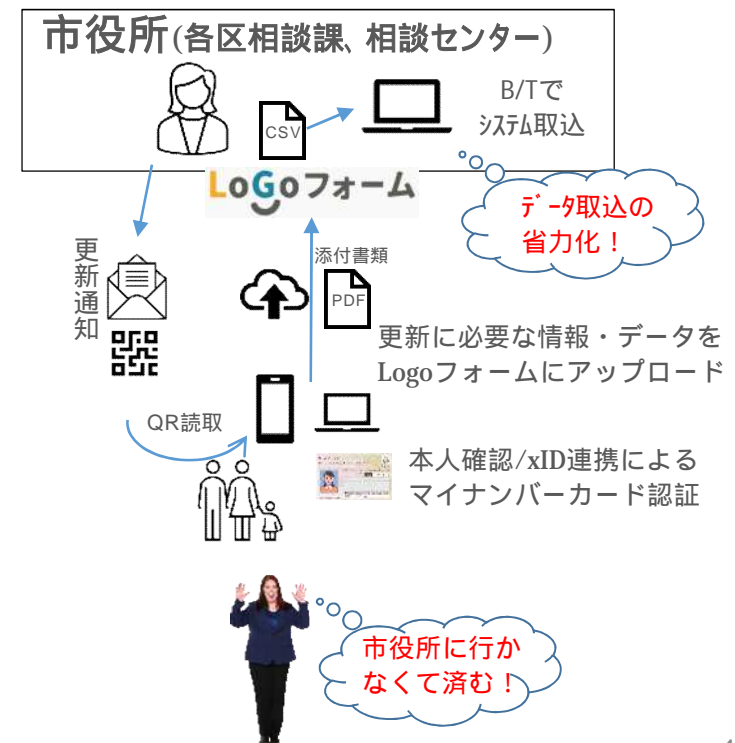 市役所(各区相談課、相談センター)
B/Tで
ｼｽﾃﾑ取込
CSV
LoGoフォーム
ﾃﾞｰﾀ取込の
省力化！
更新通知
添付書類
PDF
更新に必要な情報・データを
Logoフォームにアップロード
QR読取
本人確認/xID連携による
マイナンバーカード認証
市役所に行か
なくて済む！